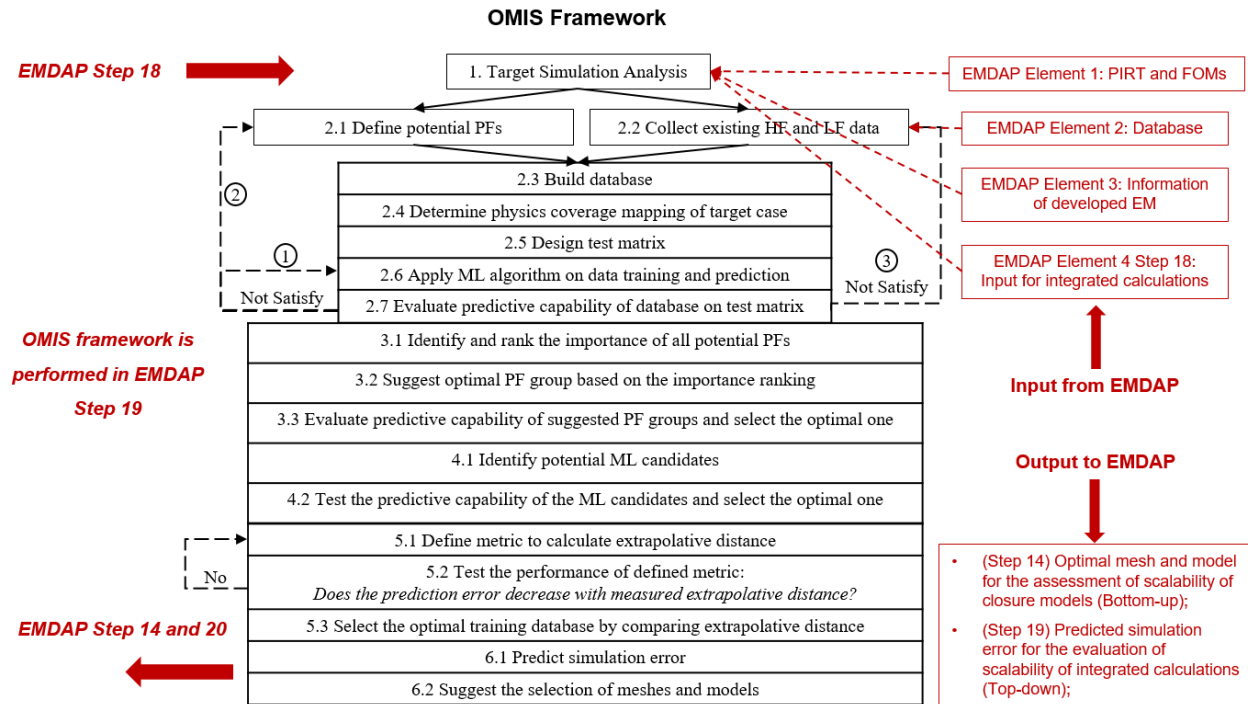 OMIS Framework
EMDAP Step 18
1. Target Simulation Analysis
EMDAP Element 1: PIRT and FOMs
2.1 Define potential PFs
2.2 Collect existing HF and LF data
EMDAP Element 2: Database
2.3 Build database
EMDAP Element 3: Information
of developed EM
2
2.4 Determine physics coverage mapping of target case
2.5 Design test matrix
1
3
EMDAP Element 4 Step 18:
Input for integrated calculations
2.6 Apply ML algorithm on data training and prediction
Not Satisfy
Not Satisfy
2.7 Evaluate predictive capability of database on test matrix
OMIS framework is
performed in EMDAP
Step 19
3.1 Identify and rank the importance of all potential PFs
3.2 Suggest optimal PF group based on the importance ranking
Input from EMDAP
3.3 Evaluate predictive capability of suggested PF groups and select the optimal one
4.1 Identify potential ML candidates
Output to EMDAP
4.2 Test the predictive capability of the ML candidates and select the optimal one
5.1 Define metric to calculate extrapolative distance
No
5.2 Test the performance of defined metric:
Does the prediction error decrease with measured extrapolative distance?
5.3 Select the optimal training database by comparing extrapolative distance
EMDAP Step 14 and 20
6.1 Predict simulation error
6.2 Suggest the selection of meshes and models
• (Step 14) Optimal mesh and model
for the assessment of scalability of
closure models (Bottom-up);
• (Step 19) Predicted simulation
error for the evaluation of
scalability of integrated calculations
(Top-down);